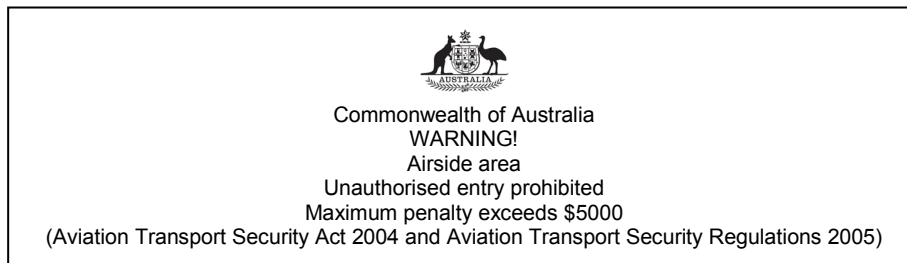 AUSTRALIA
Commonwealth of Australia
WARNING!
Airside area
Unauthorised entry prohibited
Maximum penalty exceeds $5000
(Aviation Transport Security Act 2004 and Aviation Transport Security Regulations 2005)